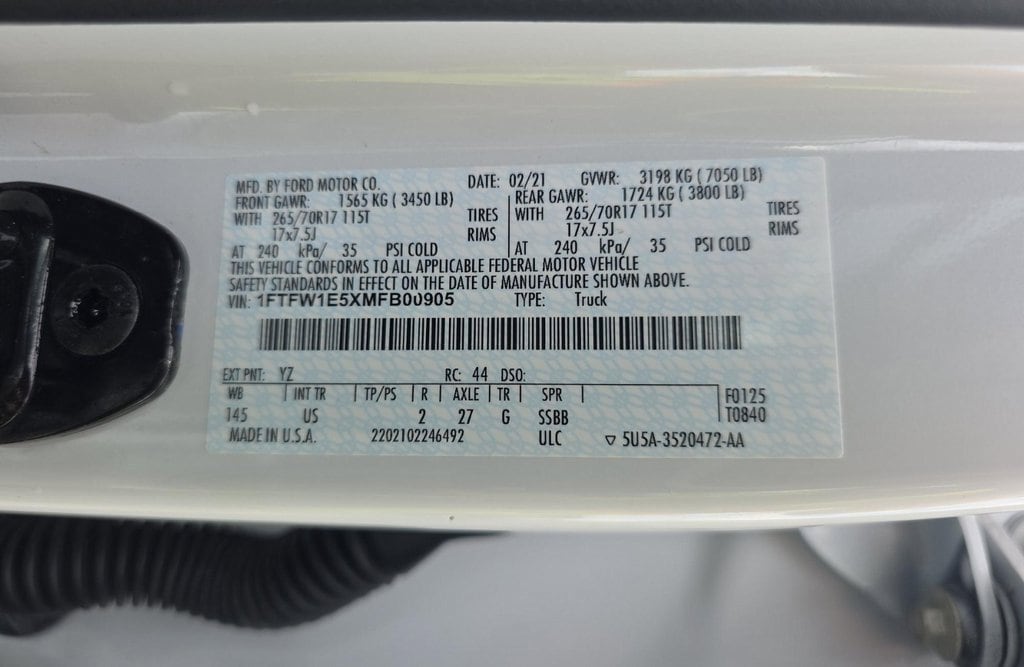 MFD. BY FORD MOTOR CO. DATE: 02/21 GVWR: 3198 KG ( 7050 LB)
FRONT GAWR: 1565 KG ( 3450 LB) REAR GAWR: 1724 KG ( 3800 LB)
WITH 265/70R17 115T TIRES WITH 265/70R17 115T TIRES
17x7.5J RIMS 17x7.5J RIMS
AT 240 kPa/ 35 PSI COLD AT 240 kPa/ 35 PSI COLD
THIS VEHICLE CONFORMS TO ALL APPLICABLE FEDERAL MOTOR VEHICLE
SAFETY STANDARDS IN EFFECT ON THE DATE OF MANUFACTURE SHOWN ABOVE.
VIN: 1FTFW1E5XMFB00905 TYPE: Truck
EXT PNT: YZ RC: 44 DSO:
WB INT TR TP/PS R AXLE TR SPR F0125
145 US 2 27 G SSBB T0840
MADE IN U.S.A. 2202102246492 ULC ▽ 5U5A-3520472-AA